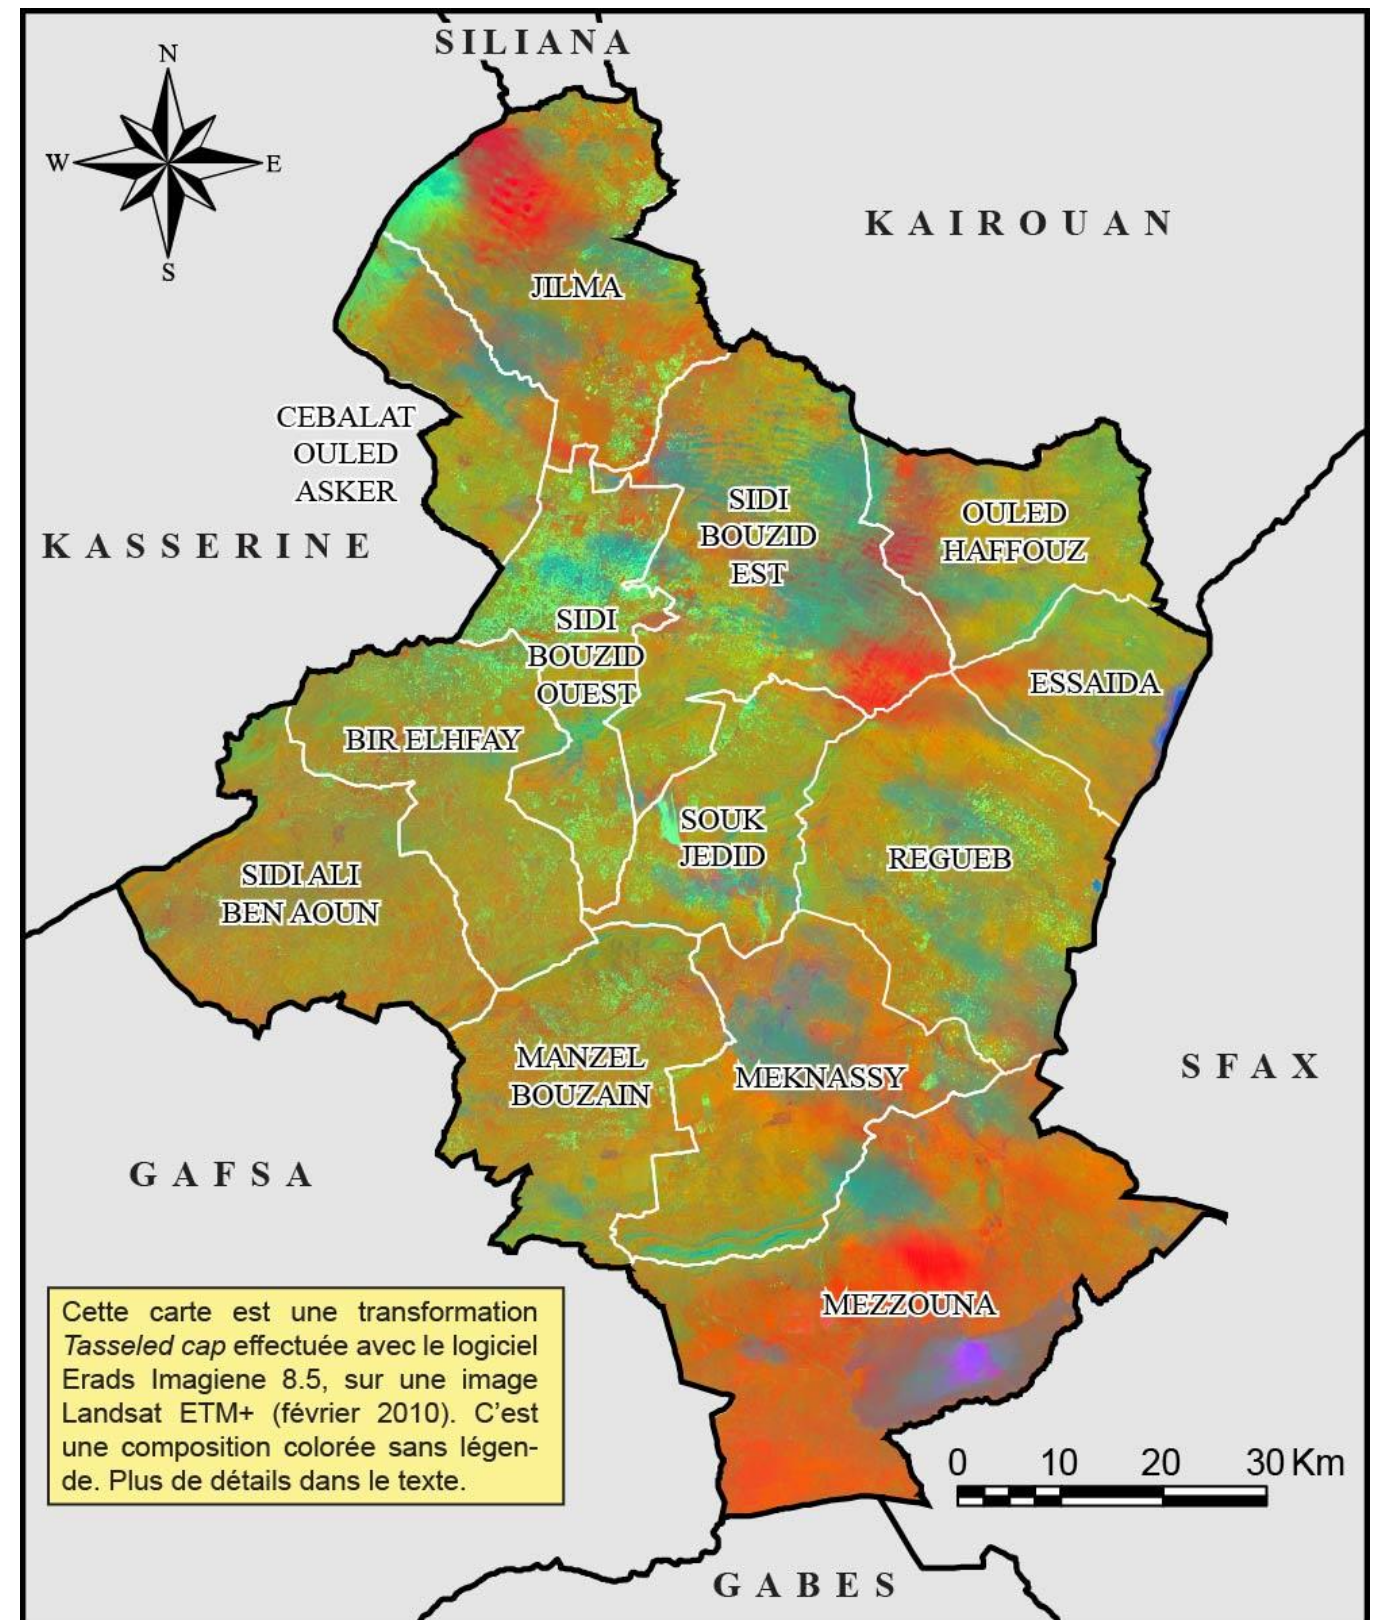 SILIANA
N
W
E
S
KAIROUAN
JILMA
CEBALAT
OULED
ASKER
SIDI
BOUZID
EST
OULED
HAFFOUZ
KASSERINE
SIDI
BOUZID
OUEST
ESSAIDA
BIR ELHFAY
SOUK
JEDID
REGUEB
SIDI ALI
BEN AOUN
MANZEL
BOUZAIN
MEKNASSY
SFAX
GAFSA
MEZZOUNA
Cette carte est une transformation
Tasseled cap effectuée avec le logiciel
Erads Imagiene 8.5, sur une image
Landsat ETM+ (février 2010). C'est
une composition colorée sans légen-
de. Plus de détails dans le texte.
0 10 20 30 Km
GABES